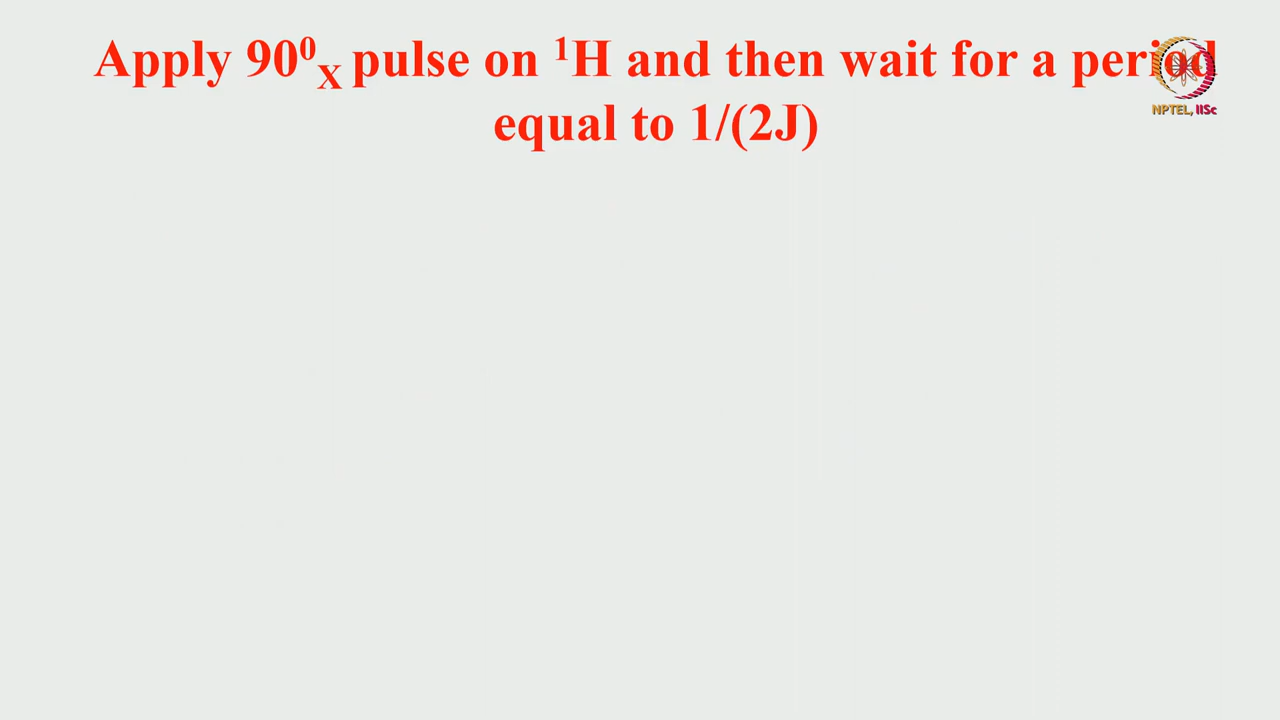 Apply 90⁰X pulse on ¹H and then wait for a period
equal to 1/(2J)
NPTEL, IISc